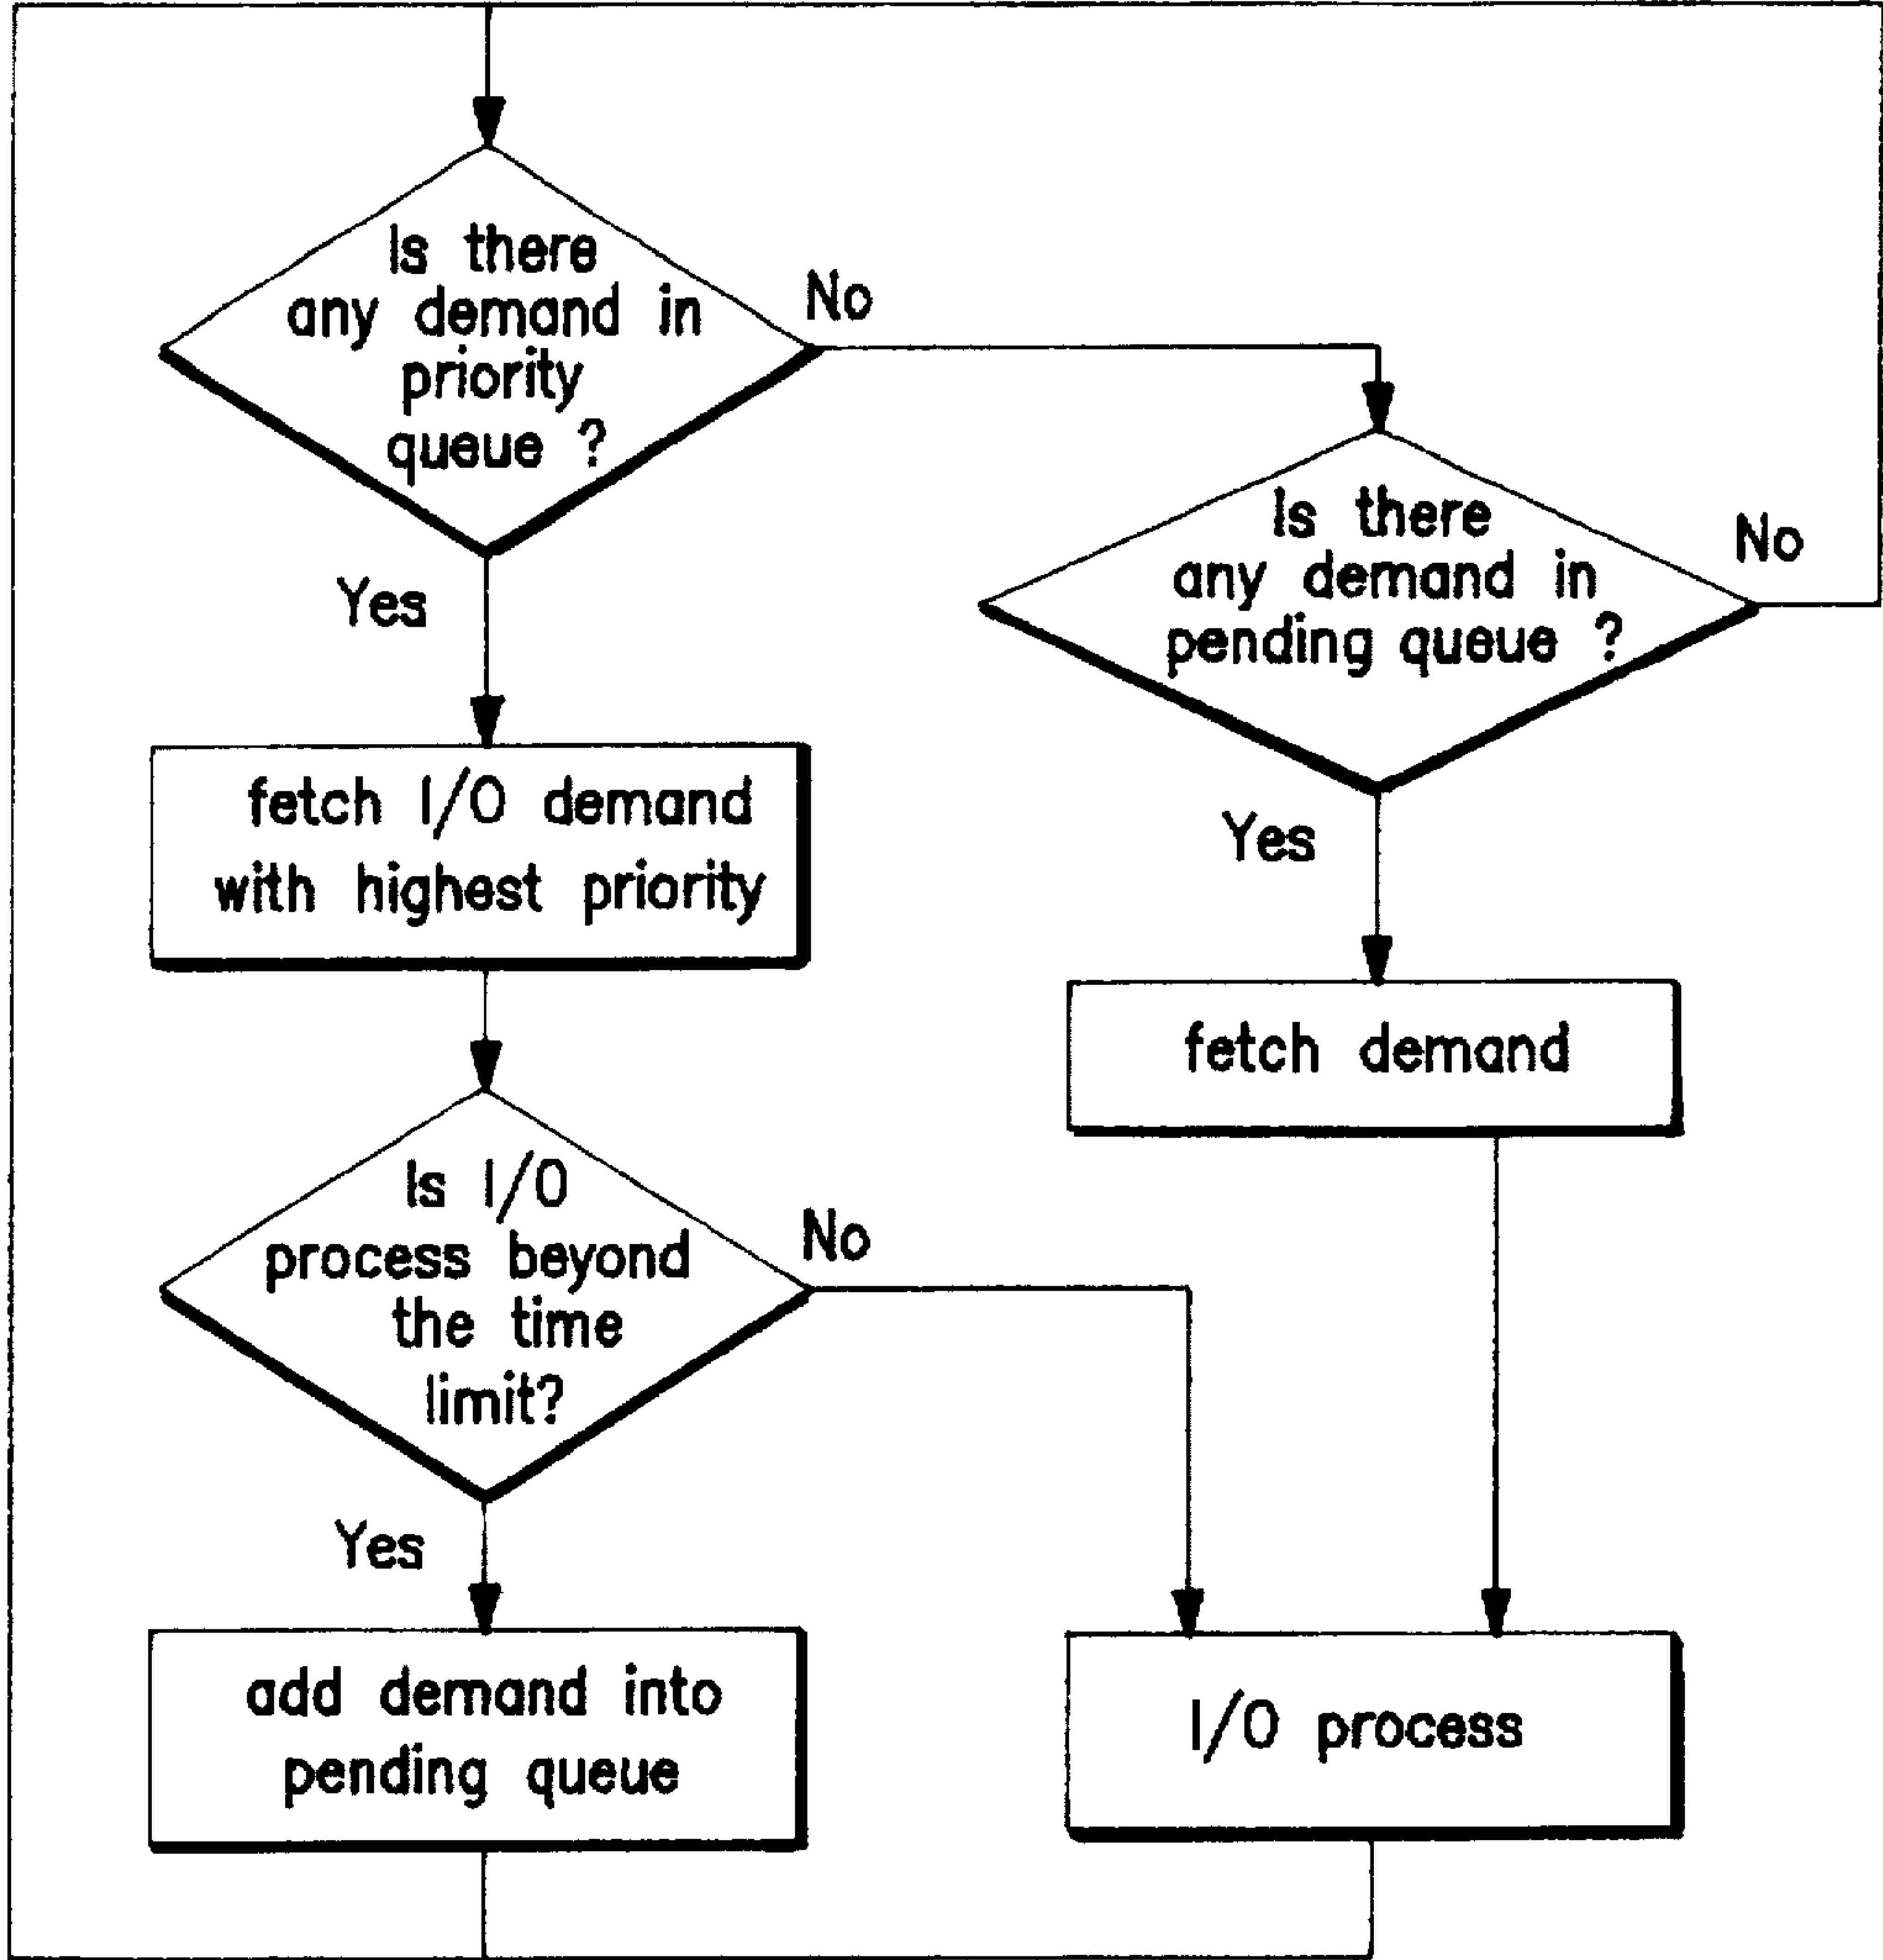 Is there
any demand in
priority
queue ?
No
Yes
Is there
any demand in
pending queue ?
No
Yes
fetch I/O demand
with highest priority
fetch demand
Is I/O
process beyond
the time
limit?
No
Yes
add demand into
pending queue
I/O process